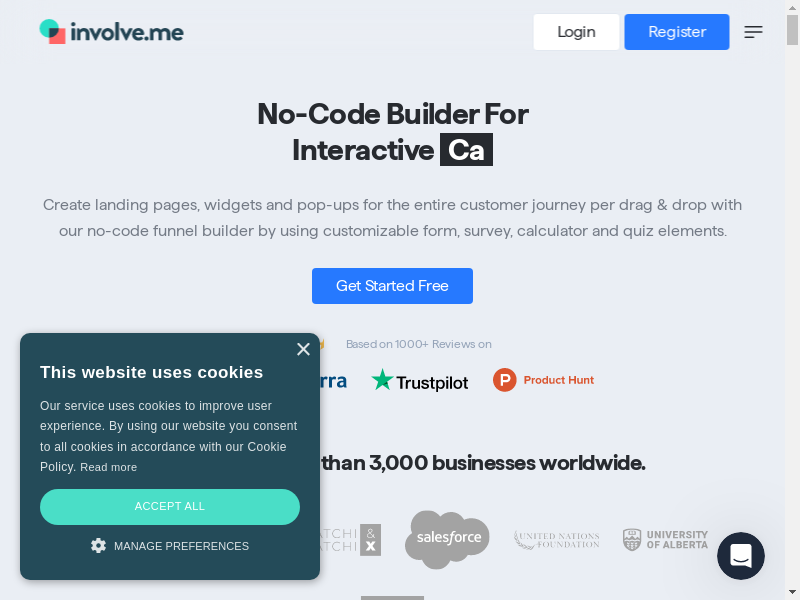 involve.me
Login
Register
No-Code Builder For
Interactive Ca
Create landing pages, widgets and pop-ups for the entire customer journey per drag & drop with
our no-code funnel builder by using customizable form, survey, calculator and quiz elements.
Get Started Free
Based on 1000+ Reviews on
rra
Trustpilot
Product Hunt
than 3,000 businesses worldwide.
ATCHI &
ATCHI X
salesforce
UNITED NATIONS
FOUNDATION
UNIVERSITY
OF ALBERTA
This website uses cookies
Our service uses cookies to improve user
experience. By using our website you consent
to all cookies in accordance with our Cookie
Policy. Read more
ACCEPT ALL
MANAGE PREFERENCES